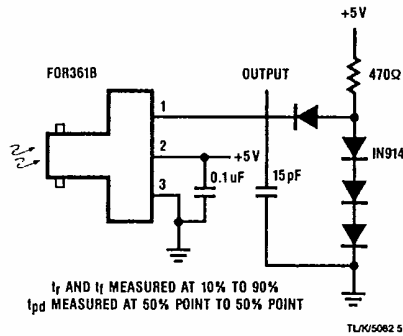 +5V
FOR361B
OUTPUT
470Ω
1
IN914
2
+5V
0.1uF
15pF
3
tr AND tf MEASURED AT 10% TO 90%
tpd MEASURED AT 50% POINT TO 50% POINT
TL/K/5082 5